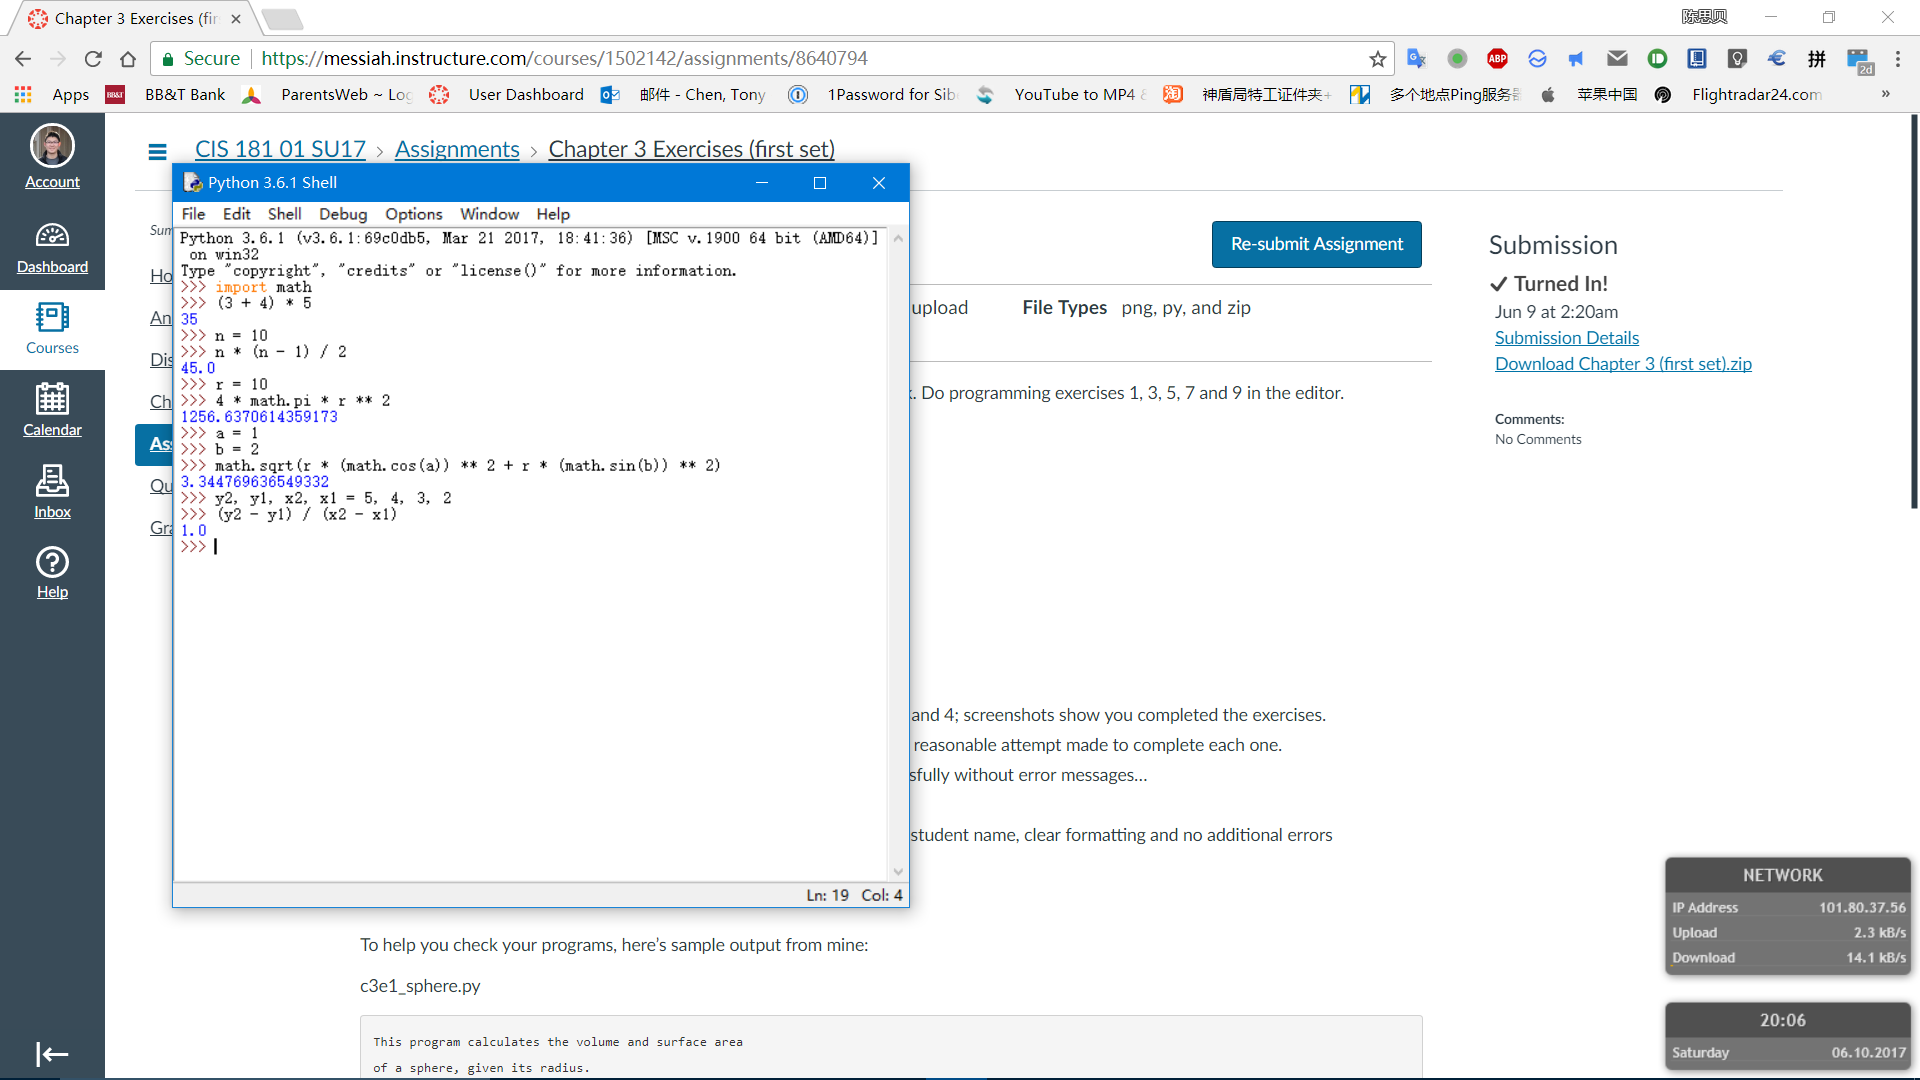 Chapter 3 Exercises (fir
陈思贝
Secure
https://messiah.instructure.com/courses/1502142/assignments/8640794
ABP
拼
2d
Apps
BB&T
BB&T Bank
ParentsWeb ~ Log
User Dashboard
邮件 - Chen, Tony
1Password for Sib
YouTube to MP4 &
淘
神盾局特工证件夹+
多个地点Ping服务器
苹果中国
Flightradar24.com
»
Account
Dashboard
Courses
Calendar
Inbox
Help
CIS 181 01 SU17 › Assignments › Chapter 3 Exercises (first set)
Sum
Ho
An
Dis
Ch
Ass
Qu
Gra
Python 3.6.1 Shell
File Edit Shell Debug Options Window Help
Python 3.6.1 (v3.6.1:69c0db5, Mar 21 2017, 18:41:36) [MSC v.1900 64 bit (AMD64)]
on win32
Type "copyright", "credits" or "license()" for more information.
>>> import math
>>> (3 + 4) * 5
35
>>> n = 10
>>> n * (n - 1) / 2
45.0
>>> r = 10
>>> 4 * math.pi * r ** 2
1256.6370614359173
>>> a = 1
>>> b = 2
>>> math.sqrt(r * (math.cos(a)) ** 2 + r * (math.sin(b)) ** 2)
3.344769636549332
>>> y2, y1, x2, x1 = 5, 4, 3, 2
>>> (y2 - y1) / (x2 - x1)
1.0
>>>
Ln: 19 Col: 4
Re-submit Assignment
upload
File Types png, py, and zip
. Do programming exercises 1, 3, 5, 7 and 9 in the editor.
and 4; screenshots show you completed the exercises.
reasonable attempt made to complete each one.
sfully without error messages…
student name, clear formatting and no additional errors
To help you check your programs, here's sample output from mine:
c3e1_sphere.py
This program calculates the volume and surface area
of a sphere, given its radius.
Submission
Turned In!
Jun 9 at 2:20am
Submission Details
Download Chapter 3 (first set).zip
Comments:
No Comments
NETWORK
IP Address 101.80.37.56
Upload 2.3 kB/s
Download 14.1 kB/s
20:06
Saturday 06.10.2017